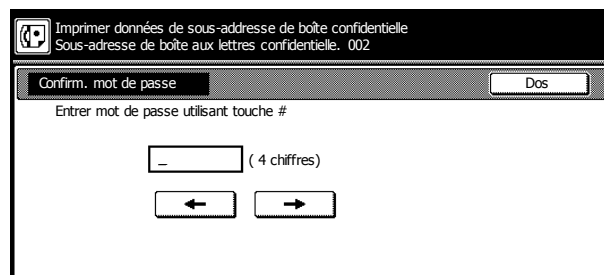 Imprimer données de sous-addresse de boîte confidentielle
Sous-adresse de boîte aux lettres confidentielle. 002
Confirm. mot de passe
Dos
Entrer mot de passe utilisant touche #
_ ( 4 chiffres)